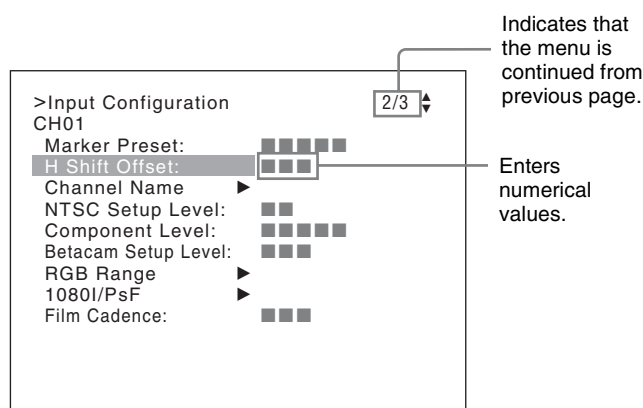 Indicates that
the menu is
continued from
previous page.
>Input Configuration 2/3
CH01
Marker Preset: ■■■■■
H Shift Offset: ■■■
Enters
numerical
values.
Channel Name ▶
NTSC Setup Level: ■■
Component Level: ■■■■■
Betacam Setup Level: ■■■
RGB Range ▶
1080I/PsF ▶
Film Cadence: ■■■